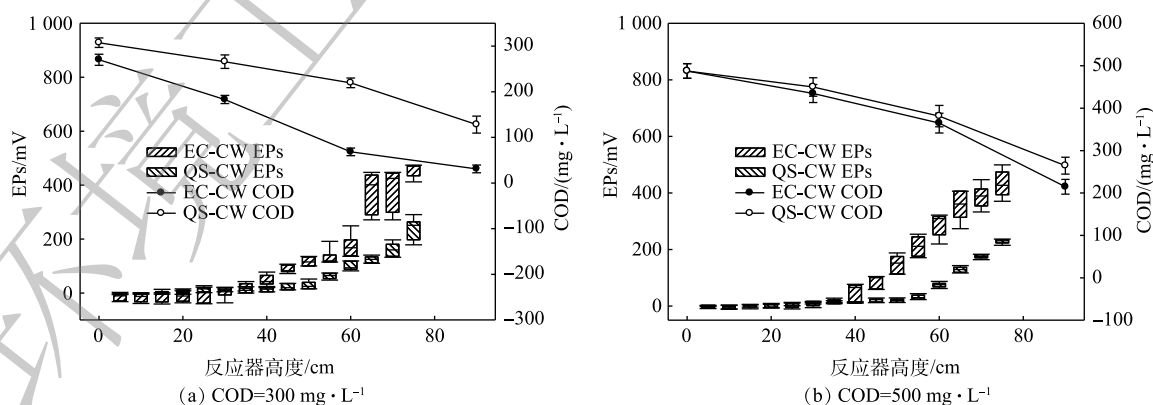 1 000
800
600
400
200
0
EPs/mV
300
200
100
0
−100
−200
−300
COD/(mg·L⁻¹)
EC-CW EPs
QS-CW EPs
EC-CW COD
QS-CW COD
0 20 40 60 80
反应器高度/cm
(a) COD=300 mg·L⁻¹
1 000
800
600
400
200
0
EPs/mV
600
500
400
300
200
100
0
−100
COD/(mg·L⁻¹)
EC-CW EPs
QS-CW EPs
EC-CW COD
QS-CW COD
0 20 40 60 80
反应器高度/cm
(b) COD=500 mg·L⁻¹
环境工